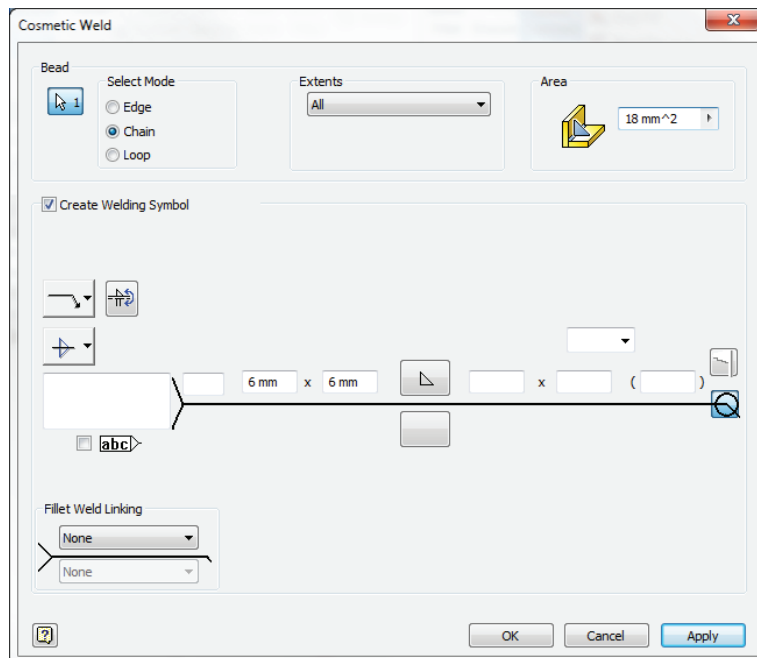 Cosmetic Weld
Bead
Select Mode
Extents
Area
1
Edge
All
18 mm^2
Chain
Loop
Create Welding Symbol
6 mm x 6 mm x ( )
abc
Fillet Weld Linking
None
None
OK Cancel Apply